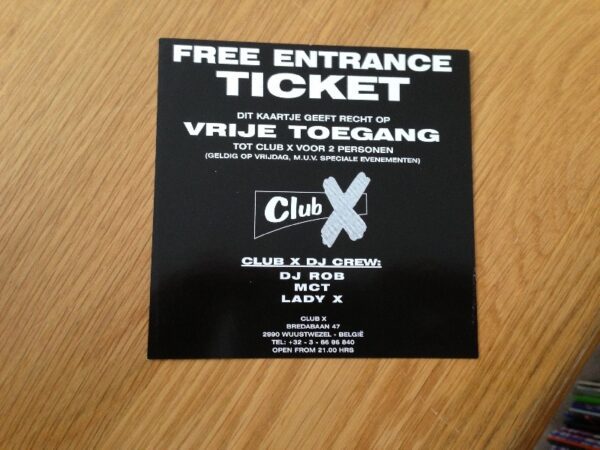 FREE ENTRANCE
TICKET
DIT KAARTJE GEEFT RECHT OP
VRIJE TOEGANG
TOT CLUB X VOOR 2 PERSONEN
(GELDIG OP VRIJDAG, M.U.V. SPECIALE EVENEMENTEN)
Club X
CLUB X DJ CREW:
DJ ROB
MCT
LADY X
CLUB X
BREDABAAN 47
2990 WUUSTWEZEL - BELGIË
TEL: +32 - 3 - 66 96 840
OPEN FROM 21.00 HRS